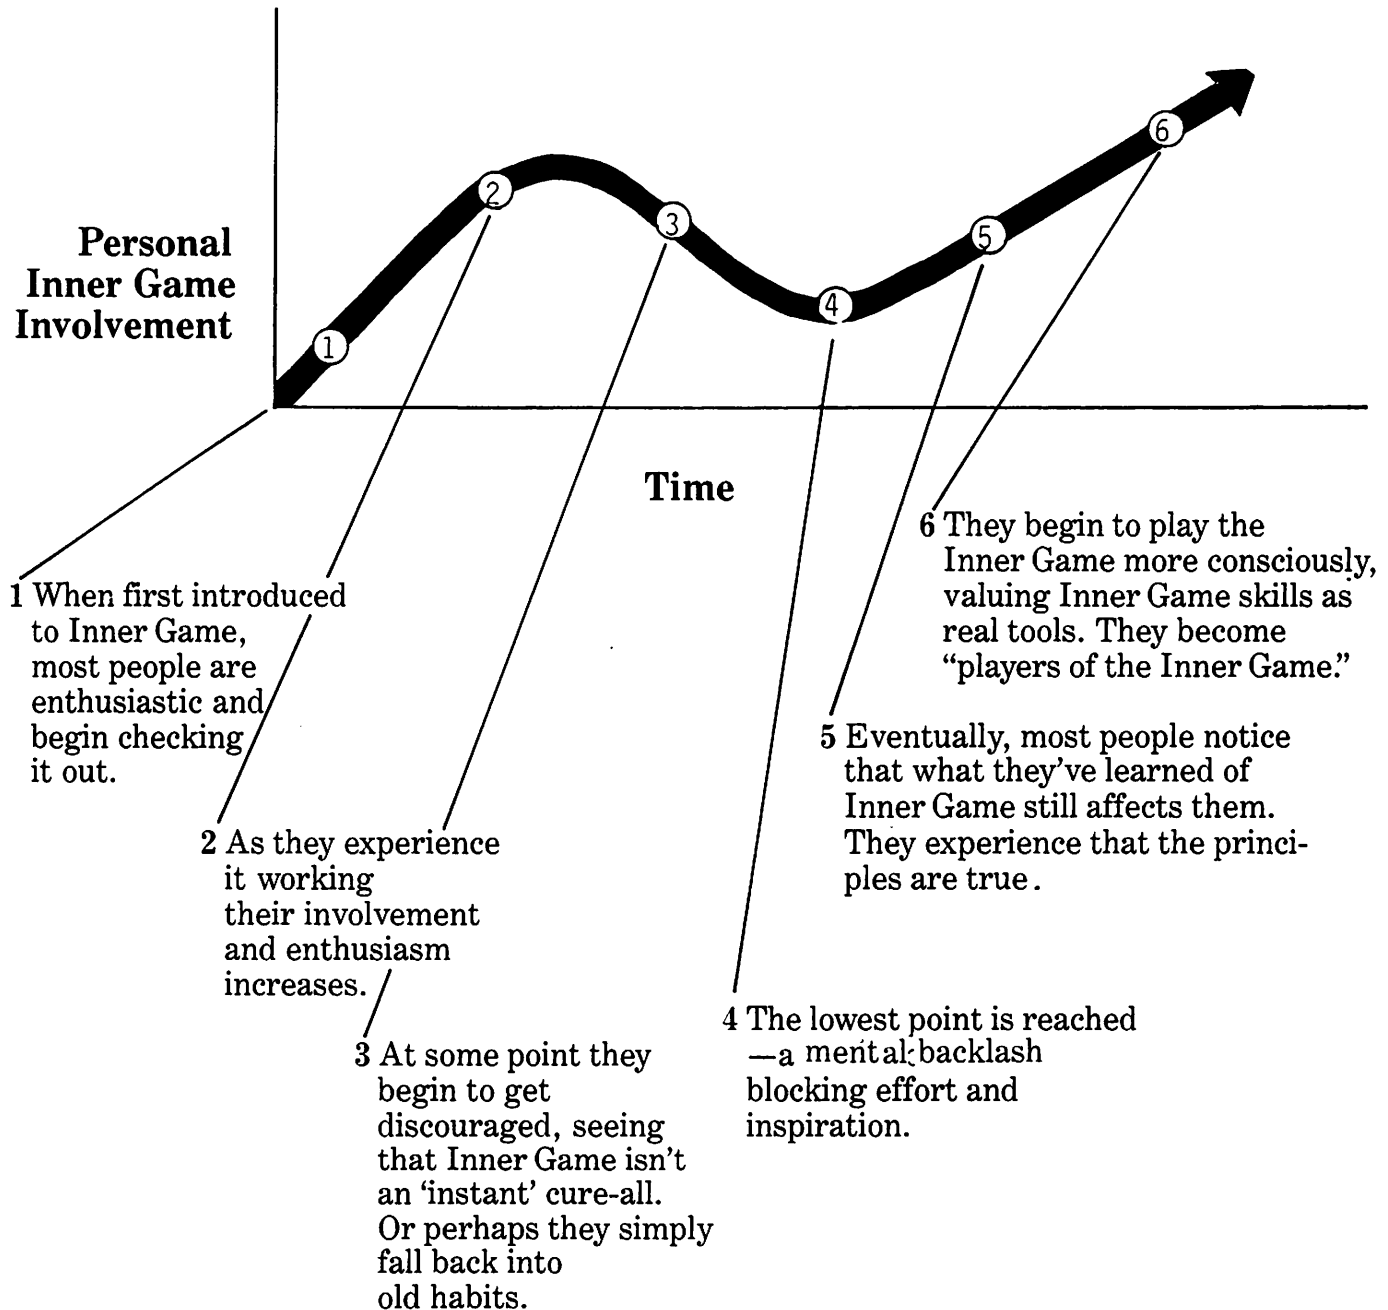 Personal
Inner Game
Involvement
1
2
3
4
5
6
Time
1 When first introduced
to Inner Game,
most people are
enthusiastic and
begin checking
it out.
2 As they experience
it working
their involvement
and enthusiasm
increases.
3 At some point they
begin to get
discouraged, seeing
that Inner Game isn't
an 'instant' cure-all.
Or perhaps they simply
fall back into
old habits.
4 The lowest point is reached
—a mental backlash
blocking effort and
inspiration.
5 Eventually, most people notice
that what they've learned of
Inner Game still affects them.
They experience that the princi-
ples are true.
6 They begin to play the
Inner Game more consciously,
valuing Inner Game skills as
real tools. They become
“players of the Inner Game.”